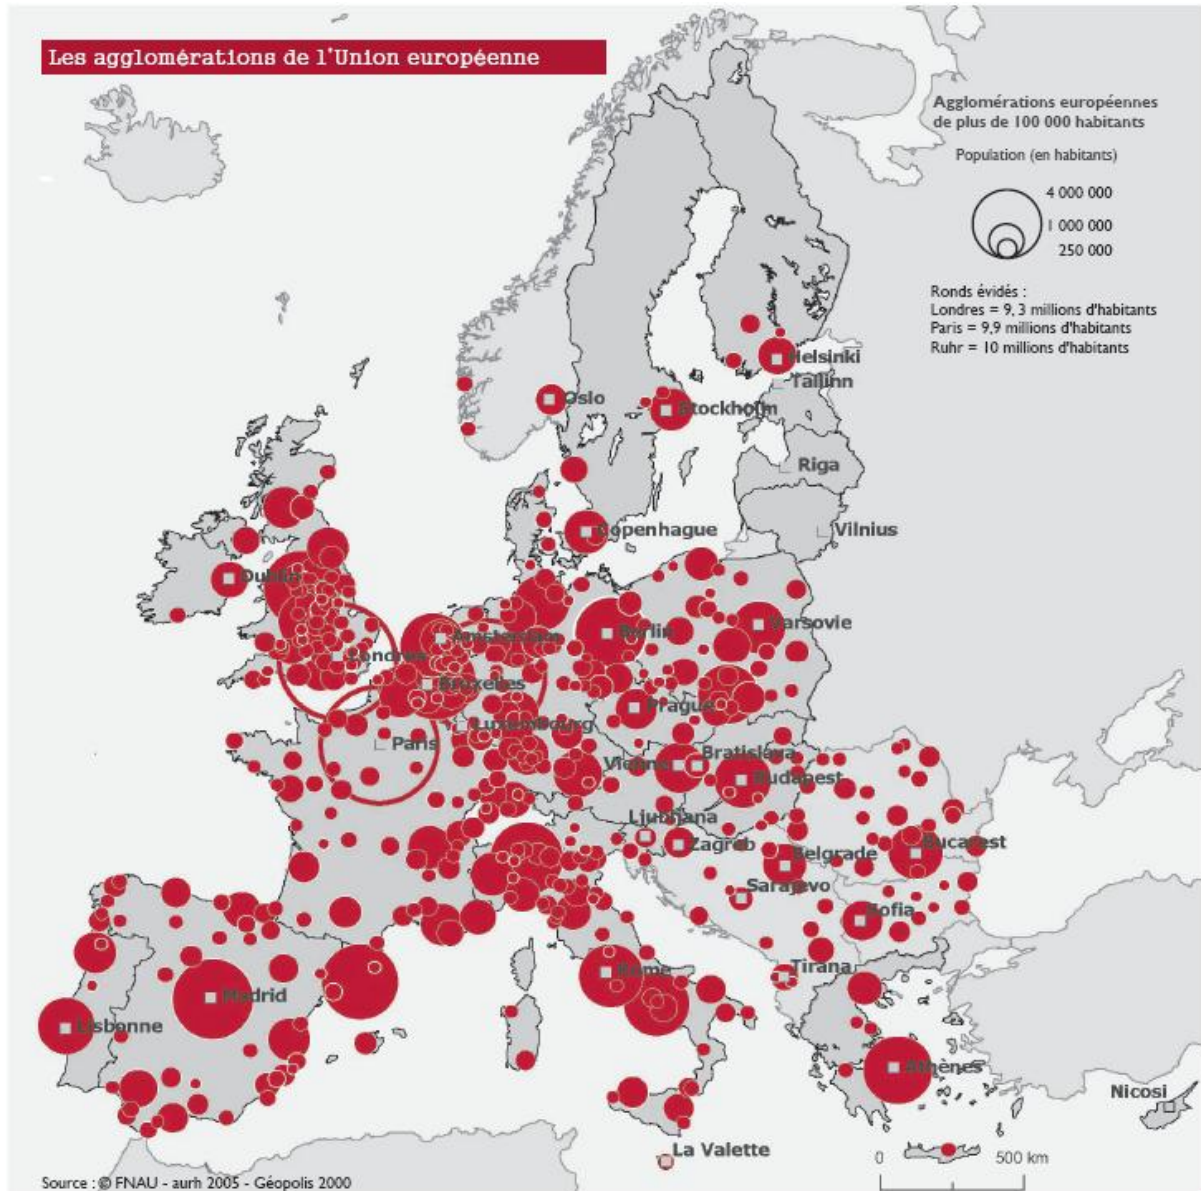 Les agglomérations de l'Union européenne
Agglomérations européennes
de plus de 100 000 habitants
Population (en habitants)
4 000 000
1 000 000
250 000
Ronds évidés :
Londres = 9, 3 millions d'habitants
Paris = 9,9 millions d'habitants
Ruhr = 10 millions d'habitants
Helsinki
Tallinn
Oslo
Stockholm
Riga
Vilnius
Copenhague
Dublin
Amsterdam
Berlin
Varsovie
Londres
Bruxelles
Prague
Luxembourg
Paris
Vienne
Bratislava
Budapest
Ljubljana
Zagreb
Belgrade
Bucarest
Sarajevo
Sofia
Tirana
Rome
Madrid
Lisbonne
Athènes
Nicosi
La Valette
0 500 km
Source : © FNAU - aurh 2005 - Géopolis 2000